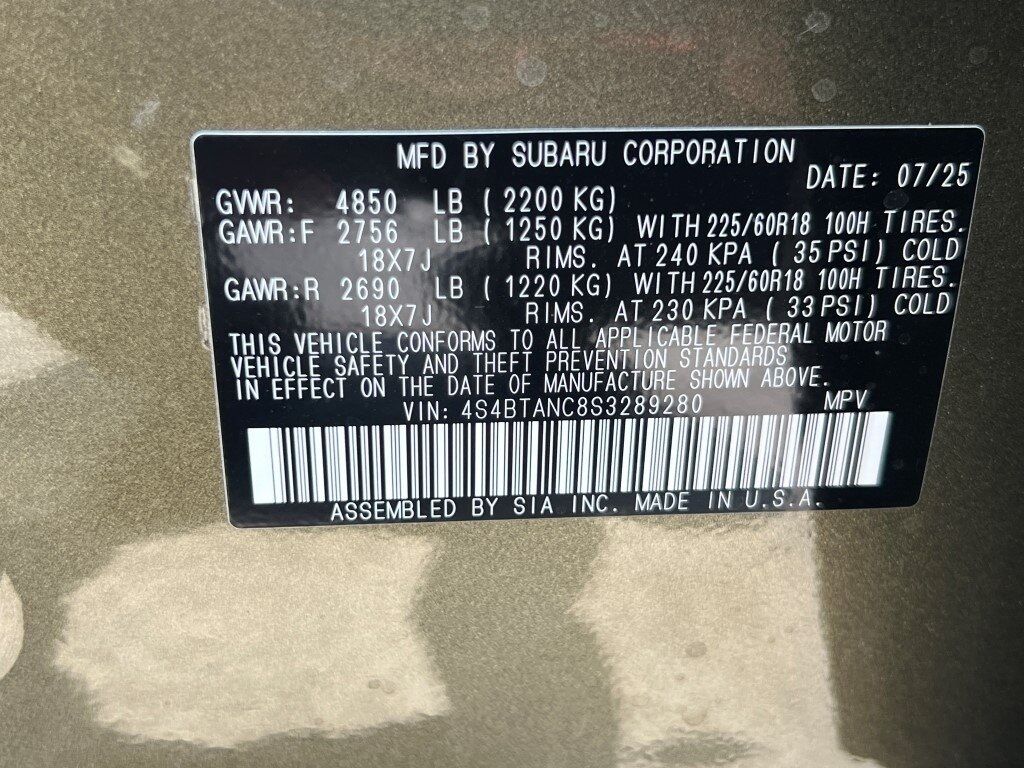 MFD BY SUBARU CORPORATION
DATE: 07/25
GVWR: 4850 LB ( 2200 KG)
GAWR:F 2756 LB ( 1250 KG) WITH 225/60R18 100H TIRES.
18X7J RIMS. AT 240 KPA ( 35 PSI) COLD
GAWR:R 2690 LB ( 1220 KG) WITH 225/60R18 100H TIRES.
18X7J RIMS. AT 230 KPA ( 33 PSI) COLD
THIS VEHICLE CONFORMS TO ALL APPLICABLE FEDERAL MOTOR
VEHICLE SAFETY AND THEFT PREVENTION STANDARDS
IN EFFECT ON THE DATE OF MANUFACTURE SHOWN ABOVE.
VIN: 4S4BTANC8S3289280 MPV
ASSEMBLED BY SIA INC. MADE IN U.S.A.